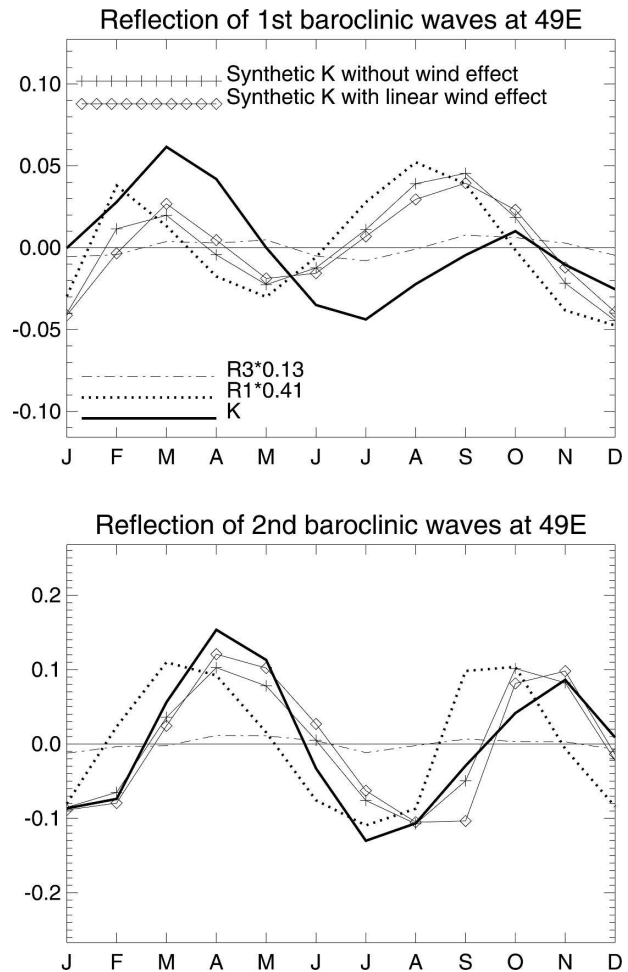 Reflection of 1st baroclinic waves at 49E
0.10
Synthetic K without wind effect
Synthetic K with linear wind effect
0.05
0.00
-0.05
R3*0.13
R1*0.41
-0.10
K
J F M A M J J A S O N D
Reflection of 2nd baroclinic waves at 49E
0.2
0.1
0.0
-0.1
-0.2
J F M A M J J A S O N D